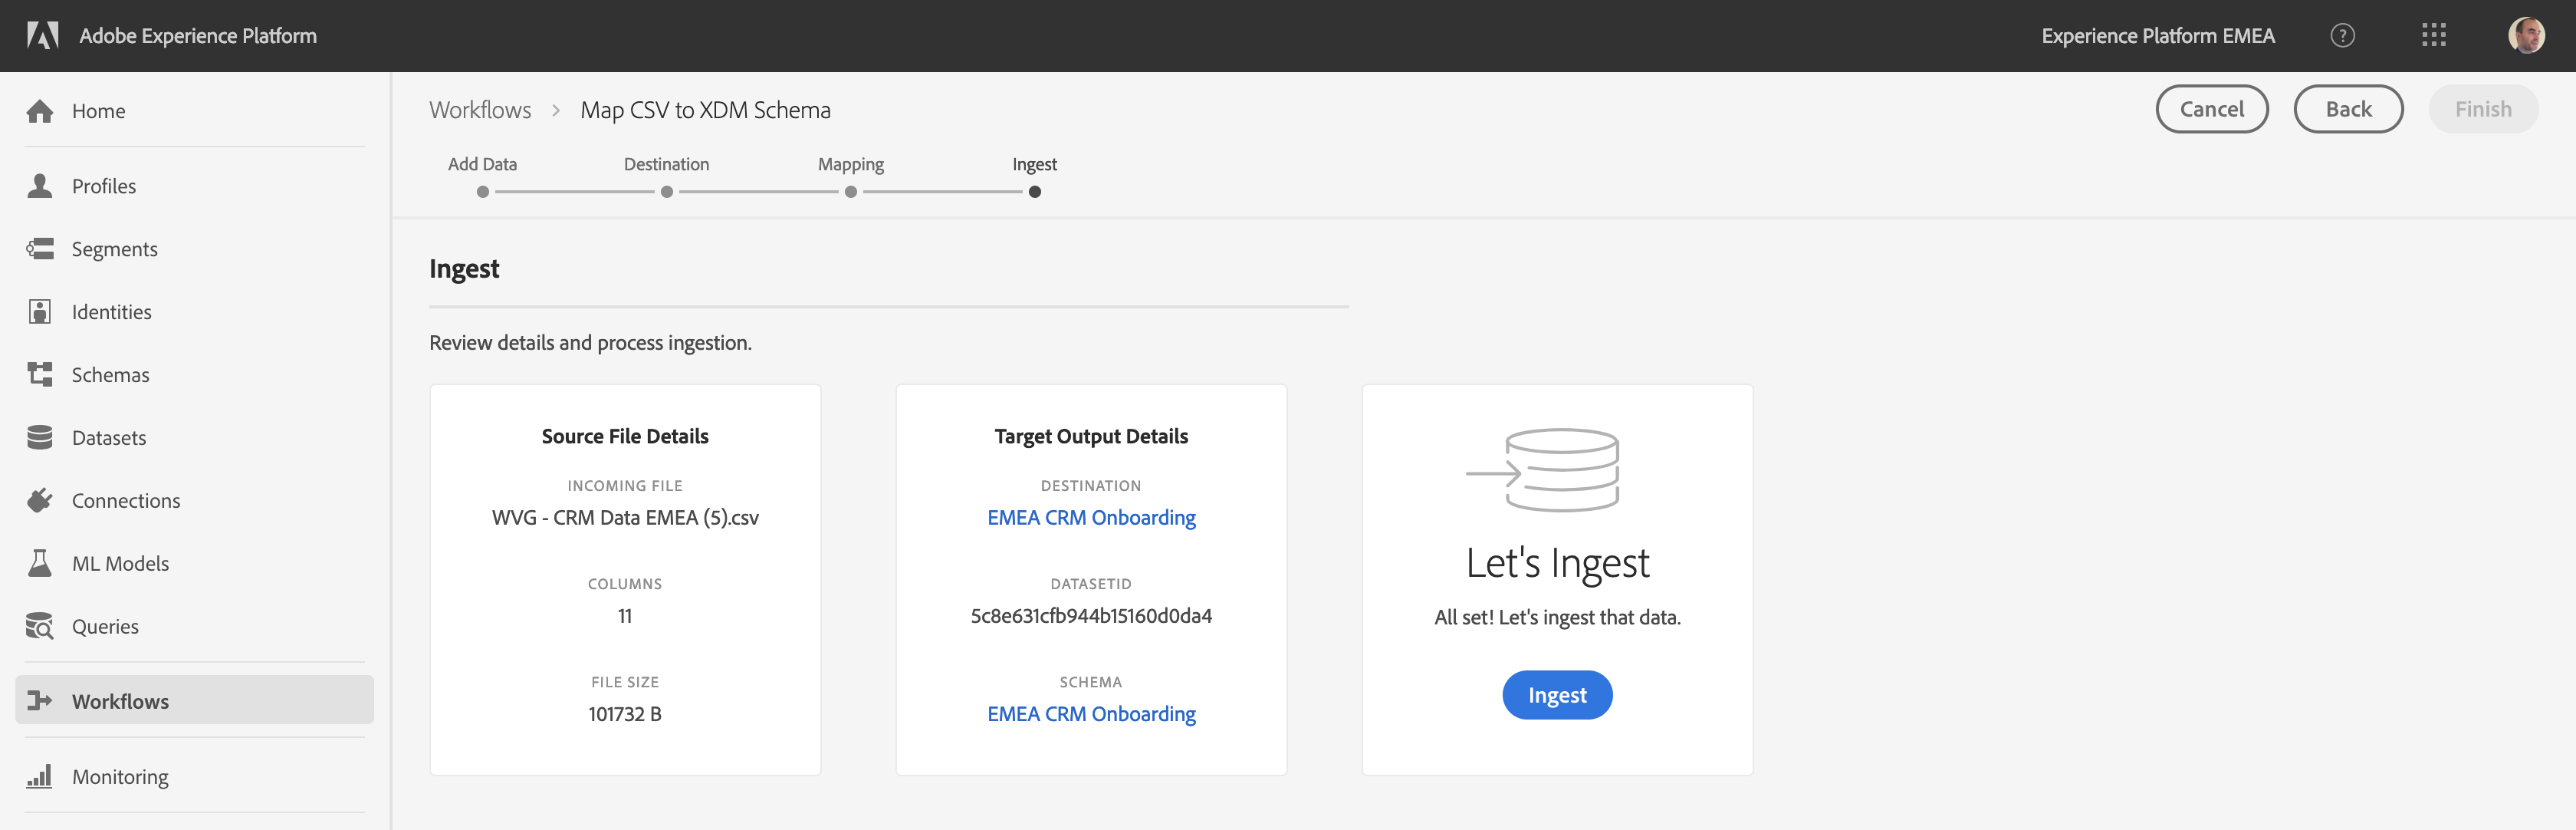 Adobe Experience Platform
Experience Platform EMEA
?
Home
Profiles
Segments
Identities
Schemas
Datasets
Connections
ML Models
Queries
Workflows
Monitoring
Workflows > Map CSV to XDM Schema
Cancel
Back
Finish
Add Data
Destination
Mapping
Ingest
Ingest
Review details and process ingestion.
Source File Details
INCOMING FILE
WVG - CRM Data EMEA (5).csv
COLUMNS
11
FILE SIZE
101732 B
Target Output Details
DESTINATION
EMEA CRM Onboarding
DATASETID
5c8e631cfb944b15160d0da4
SCHEMA
EMEA CRM Onboarding
Let's Ingest
All set! Let's ingest that data.
Ingest